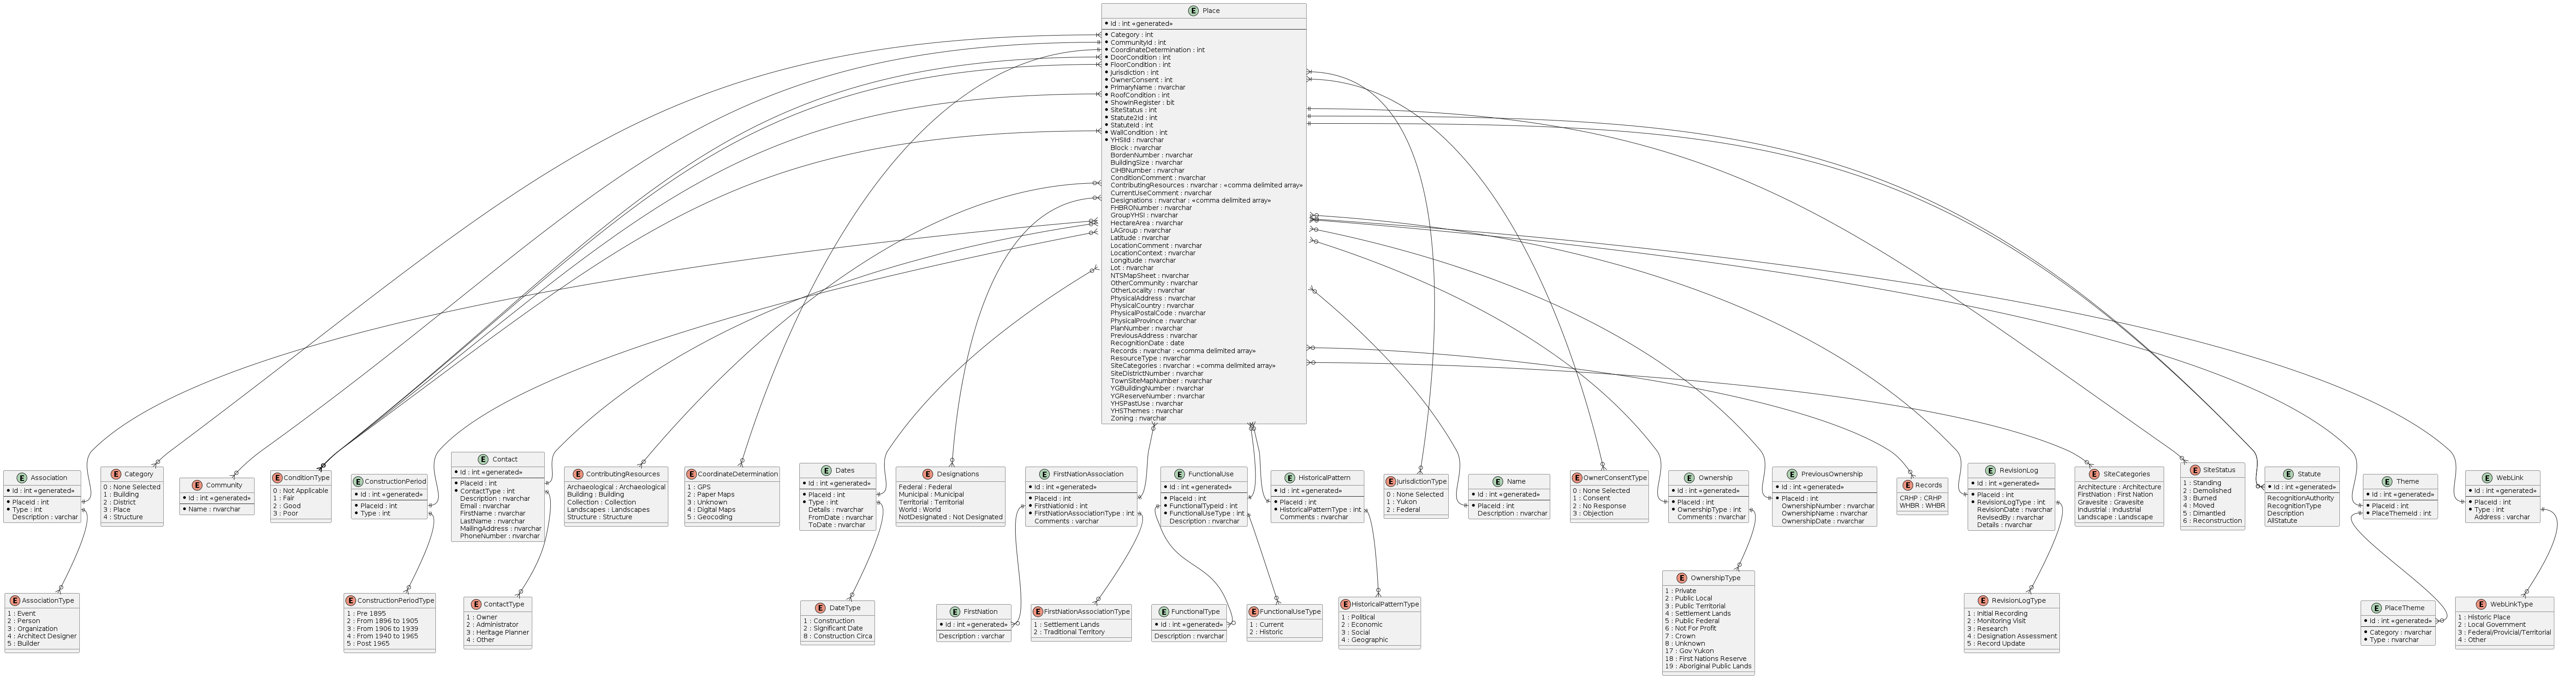 E Place
Id : int «generated»
Category : int
CommunityId : int
CoordinateDetermination : int
DoorCondition : int
FloorCondition : int
Jurisdiction : int
OwnerConsent : int
PrimaryName : nvarchar
RoofCondition : int
ShowInRegister : bit
SiteStatus : int
Statute2Id : int
StatuteId : int
WallCondition : int
YHSIId : nvarchar
Block : nvarchar
BordenNumber : nvarchar
BuildingSize : nvarchar
CIHBNumber : nvarchar
ConditionComment : nvarchar
ContributingResources : nvarchar : «comma delimited array»
CurrentUseComment : nvarchar
Designations : nvarchar : «comma delimited array»
FHBRONumber : nvarchar
GroupYHSI : nvarchar
HectareArea : nvarchar
LAGroup : nvarchar
Latitude : nvarchar
LocationComment : nvarchar
LocationContext : nvarchar
Longitude : nvarchar
Lot : nvarchar
NTSMapSheet : nvarchar
OtherCommunity : nvarchar
OtherLocality : nvarchar
PhysicalAddress : nvarchar
PhysicalCountry : nvarchar
PhysicalPostalCode : nvarchar
PhysicalProvince : nvarchar
PlanNumber : nvarchar
PreviousAddress : nvarchar
RecognitionDate : date
Records : nvarchar : «comma delimited array»
ResourceType : nvarchar
SiteCategories : nvarchar : «comma delimited array»
SiteDistrictNumber : nvarchar
TownSiteMapNumber : nvarchar
YGBuildingNumber : nvarchar
YGReserveNumber : nvarchar
YHSPastUse : nvarchar
YHSThemes : nvarchar
Zoning : nvarchar
E Association
Id : int «generated»
PlaceId : int
Type : int
Description : varchar
E Category
0 : None Selected
1 : Building
2 : District
3 : Place
4 : Structure
E Community
Id : int «generated»
Name : nvarchar
E ConditionType
0 : Not Applicable
1 : Fair
2 : Good
3 : Poor
E ConstructionPeriod
Id : int «generated»
PlaceId : int
Type : int
E Contact
Id : int «generated»
PlaceId : int
ContactType : int
Description : nvarchar
Email : nvarchar
FirstName : nvarchar
LastName : nvarchar
MailingAddress : nvarchar
PhoneNumber : nvarchar
E ContributingResources
Archaeological : Archaeological
Building : Building
Collection : Collection
Landscapes : Landscapes
Structure : Structure
E CoordinateDetermination
1 : GPS
2 : Paper Maps
3 : Unknown
4 : Digital Maps
5 : Geocoding
E Dates
Id : int «generated»
PlaceId : int
Type : int
Details : nvarchar
FromDate : nvarchar
ToDate : nvarchar
E Designations
Federal : Federal
Municipal : Municipal
Territorial : Territorial
World : World
NotDesignated : Not Designated
E FirstNationAssociation
Id : int «generated»
PlaceId : int
FirstNationId : int
FirstNationAssociationType : int
Comments : varchar
E FunctionalUse
Id : int «generated»
PlaceId : int
FunctionalTypeId : int
FunctionalUseType : int
Description : nvarchar
E HistoricalPattern
Id : int «generated»
PlaceId : int
HistoricalPatternType : int
Comments : nvarchar
E JurisdictionType
0 : None Selected
1 : Yukon
2 : Federal
E Name
Id : int «generated»
PlaceId : int
Description : nvarchar
E OwnerConsentType
0 : None Selected
1 : Consent
2 : No Response
3 : Objection
E Ownership
Id : int «generated»
PlaceId : int
OwnershipType : int
Comments : nvarchar
E PreviousOwnership
Id : int «generated»
PlaceId : int
OwnershipNumber : nvarchar
OwnershipName : nvarchar
OwnershipDate : nvarchar
E Records
CRHP : CRHP
WHBR : WHBR
E RevisionLog
Id : int «generated»
PlaceId : int
RevisionLogType : int
RevisionDate : nvarchar
RevisedBy : nvarchar
Details : nvarchar
E SiteCategories
Architecture : Architecture
FirstNation : First Nation
Gravesite : Gravesite
Industrial : Industrial
Landscape : Landscape
E SiteStatus
1 : Standing
2 : Demolished
3 : Burned
4 : Moved
5 : Dimantled
6 : Reconstruction
E Statute
Id : int «generated»
RecognitionAuthority
RecognitionType
Description
AllStatute
E Theme
Id : int «generated»
PlaceId : int
PlaceThemeId : int
E WebLink
Id : int «generated»
PlaceId : int
Type : int
Address : varchar
E AssociationType
1 : Event
2 : Person
3 : Organization
4 : Architect Designer
5 : Builder
E ConstructionPeriodType
1 : Pre 1895
2 : From 1896 to 1905
3 : From 1906 to 1939
4 : From 1940 to 1965
5 : Post 1965
E ContactType
1 : Owner
2 : Administrator
3 : Heritage Planner
4 : Other
E DateType
1 : Construction
2 : Significant Date
8 : Construction Circa
E FirstNation
Id : int «generated»
Description : varchar
E FirstNationAssociationType
1 : Settlement Lands
2 : Traditional Territory
E FunctionalType
Id : int «generated»
Description : nvarchar
E FunctionalUseType
1 : Current
2 : Historic
E HistoricalPatternType
1 : Political
2 : Economic
3 : Social
4 : Geographic
E OwnershipType
1 : Private
2 : Public Local
3 : Public Territorial
4 : Settlement Lands
5 : Public Federal
6 : Not For Profit
7 : Crown
8 : Unknown
17 : Gov Yukon
18 : First Nations Reserve
19 : Aboriginal Public Lands
E RevisionLogType
1 : Initial Recording
2 : Monitoring Visit
3 : Research
4 : Designation Assessment
5 : Record Update
E PlaceTheme
Id : int «generated»
Category : nvarchar
Type : nvarchar
E WebLinkType
1 : Historic Place
2 : Local Government
3 : Federal/Provicial/Territorial
4 : Other